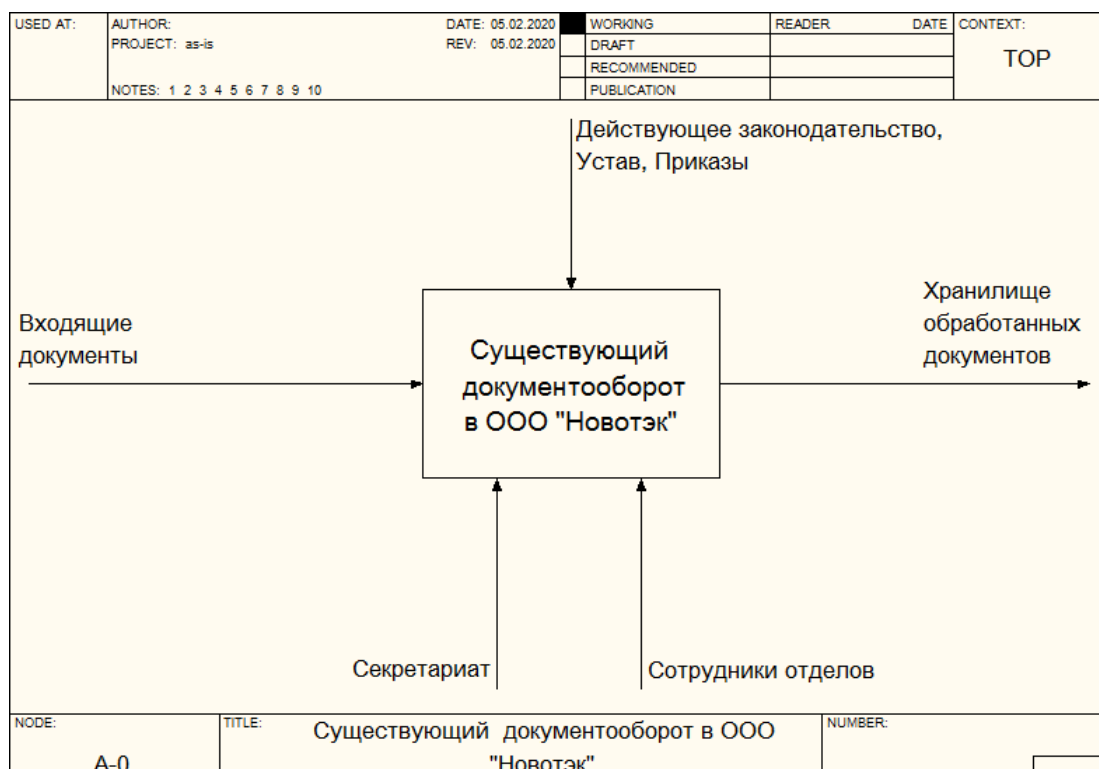 USED AT:
AUTHOR:
DATE: 05.02.2020
WORKING
READER
DATE
CONTEXT:
PROJECT: as-is
REV: 05.02.2020
DRAFT
TOP
RECOMMENDED
NOTES: 1 2 3 4 5 6 7 8 9 10
PUBLICATION
Действующее законодательство,
Устав, Приказы
Входящие
документы
Существующий
документооборот
в ООО "Новотэк"
Хранилище
обработанных
документов
Секретариат
Сотрудники отделов
NODE:
A-0
TITLE:
Существующий документооборот в ООО
"Новотэк"
NUMBER: